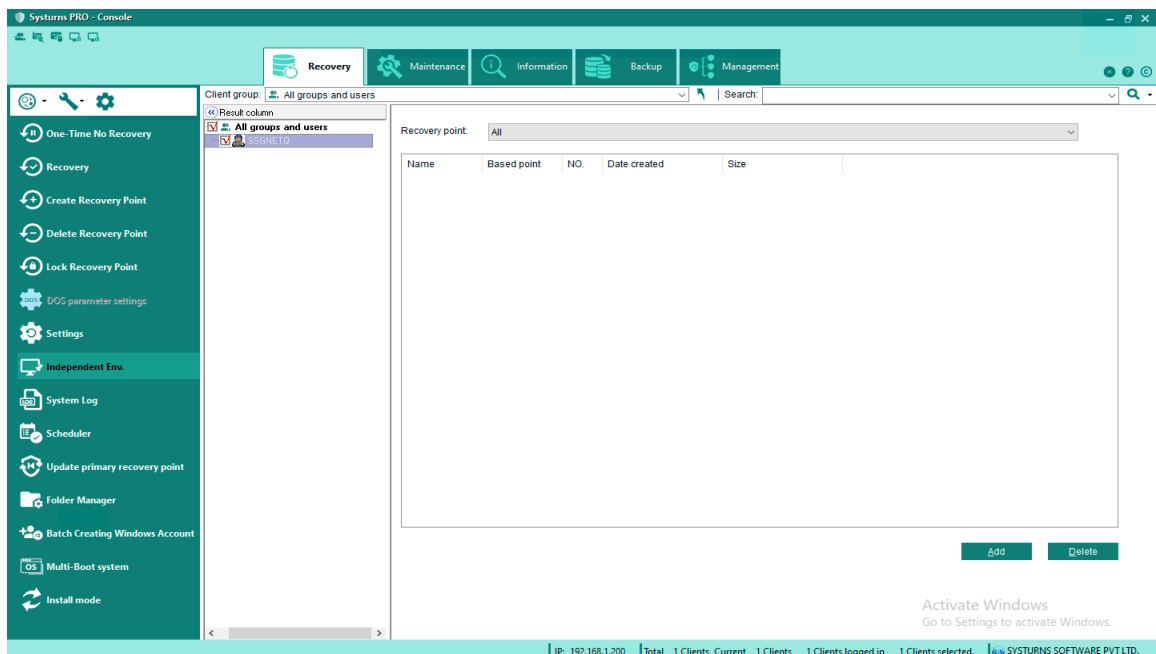 Systurns PRO - Console
Recovery
Maintenance
Information
Backup
Management
Client group:
All groups and users
Search:
Result column
All groups and users
SSGNETQ
One-Time No Recovery
Recovery
Create Recovery Point
Delete Recovery Point
Lock Recovery Point
DOS
DOS parameter settings
Settings
Independent Env.
LOG
System Log
Scheduler
Update primary recovery point
Folder Manager
Batch Creating Windows Account
OS
Multi-Boot system
Install mode
Recovery point:
All
Name Based point NO. Date created Size
Add
Delete
Activate Windows
Go to Settings to activate Windows.
IP: 192.168.1.200 Total 1 Clients Current 1 Clients 1 Clients logged in 1 Clients selected. SYSTURNS SOFTWARE PVT LTD.